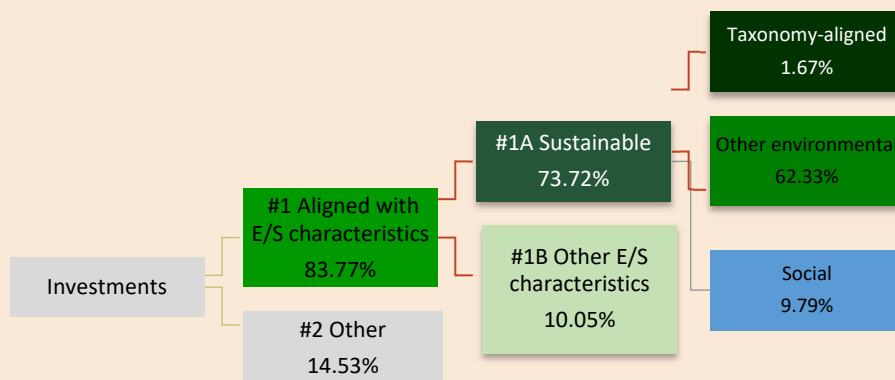 Taxonomy-aligned
1.67%
#1A Sustainable
73.72%
Other environmenta
62.33%
#1 Aligned with
E/S characteristics
83.77%
#1B Other E/S
characteristics
10.05%
Social
9.79%
Investments
#2 Other
14.53%